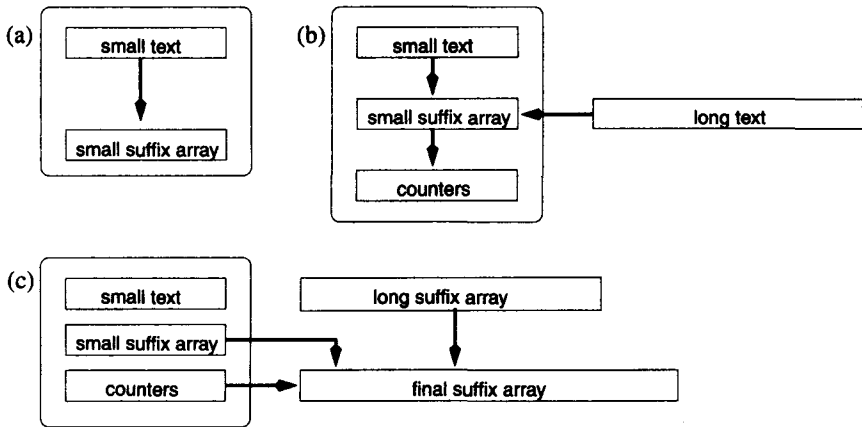 (a)
small text
small suffix array
(b)
small text
small suffix array
counters
long text
(c)
small text
small suffix array
counters
long suffix array
final suffix array